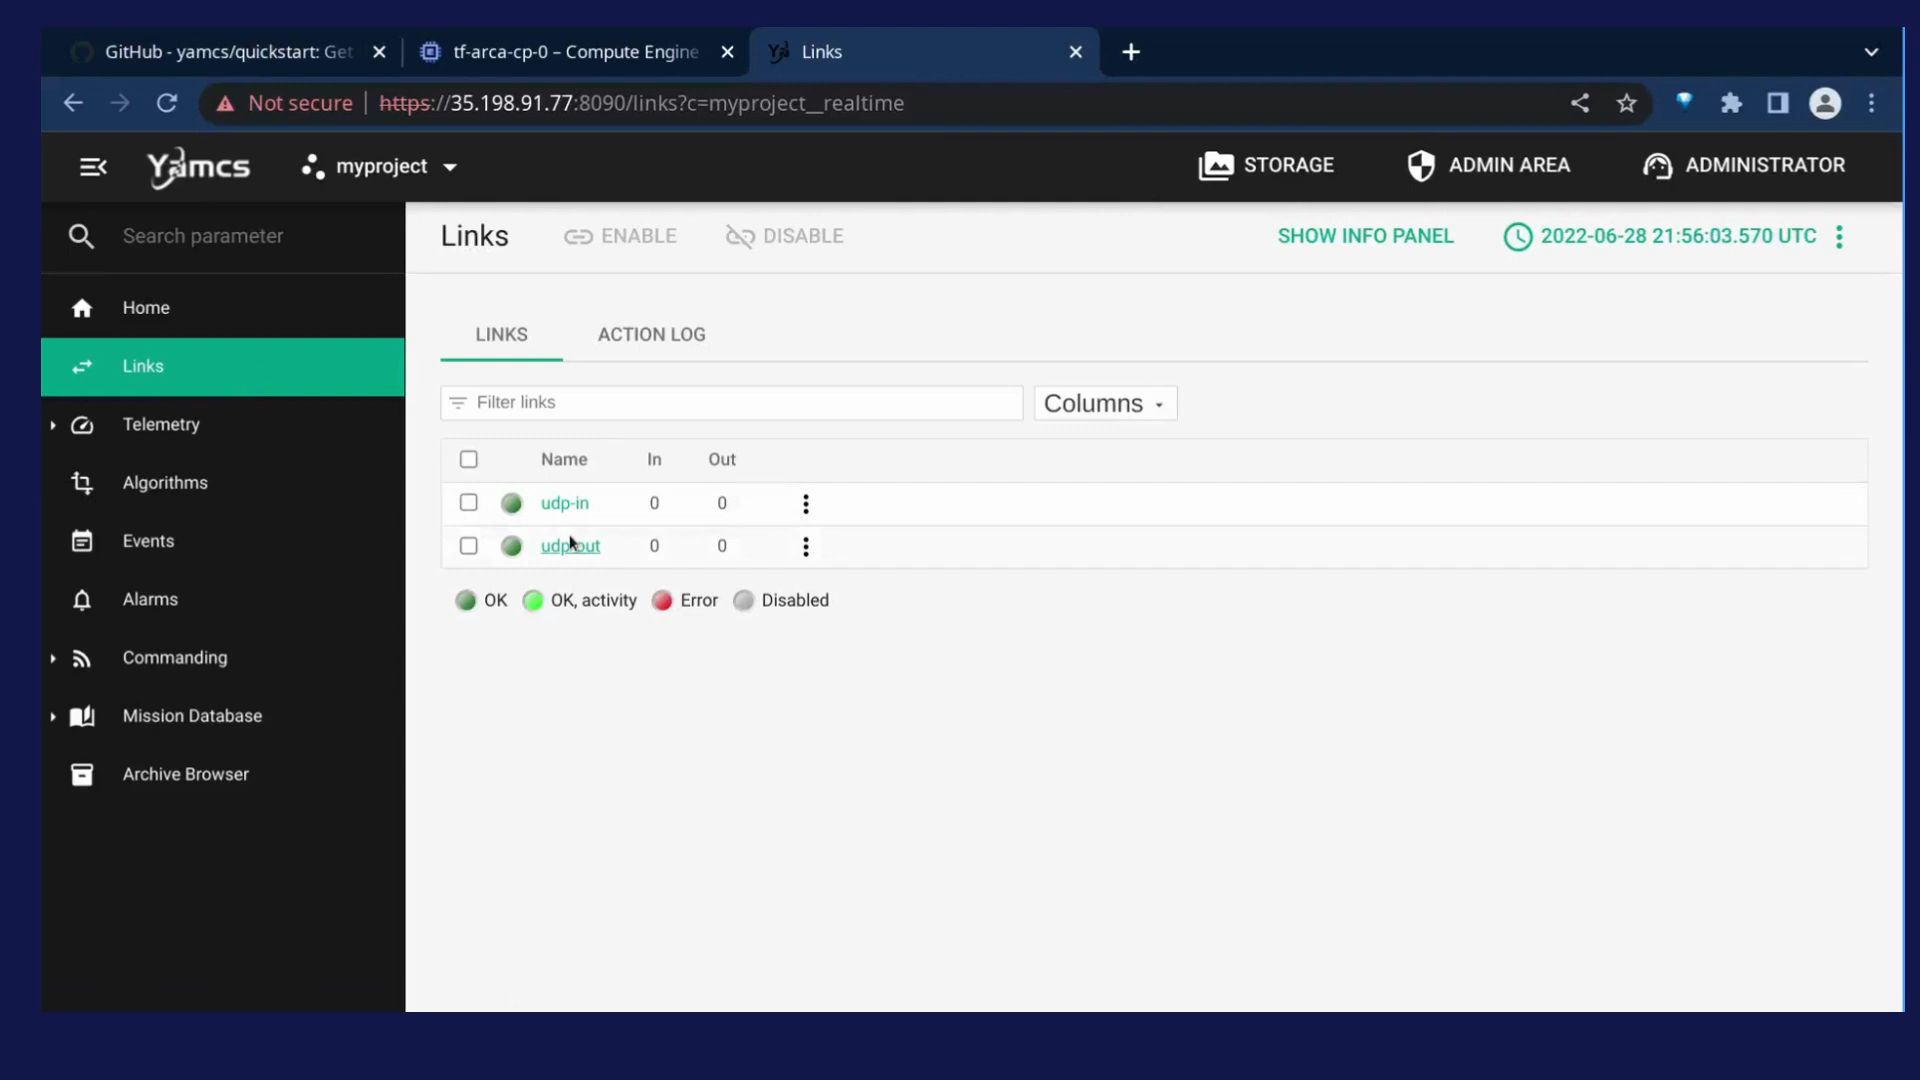 GitHub - yamcs/quickstart: Get
tf-arca-cp-0 – Compute Engine
Links
Not secure | https://35.198.91.77:8090/links?c=myproject__realtime
Yamcs
myproject
STORAGE
ADMIN AREA
ADMINISTRATOR
Search parameter
Home
Links
Telemetry
Algorithms
Events
Alarms
Commanding
Mission Database
Archive Browser
Links
ENABLE
DISABLE
SHOW INFO PANEL
2022-06-28 21:56:03.570 UTC
LINKS
ACTION LOG
Filter links
Columns
Name In Out
udp-in 0 0
udp-out 0 0
OK OK, activity Error Disabled